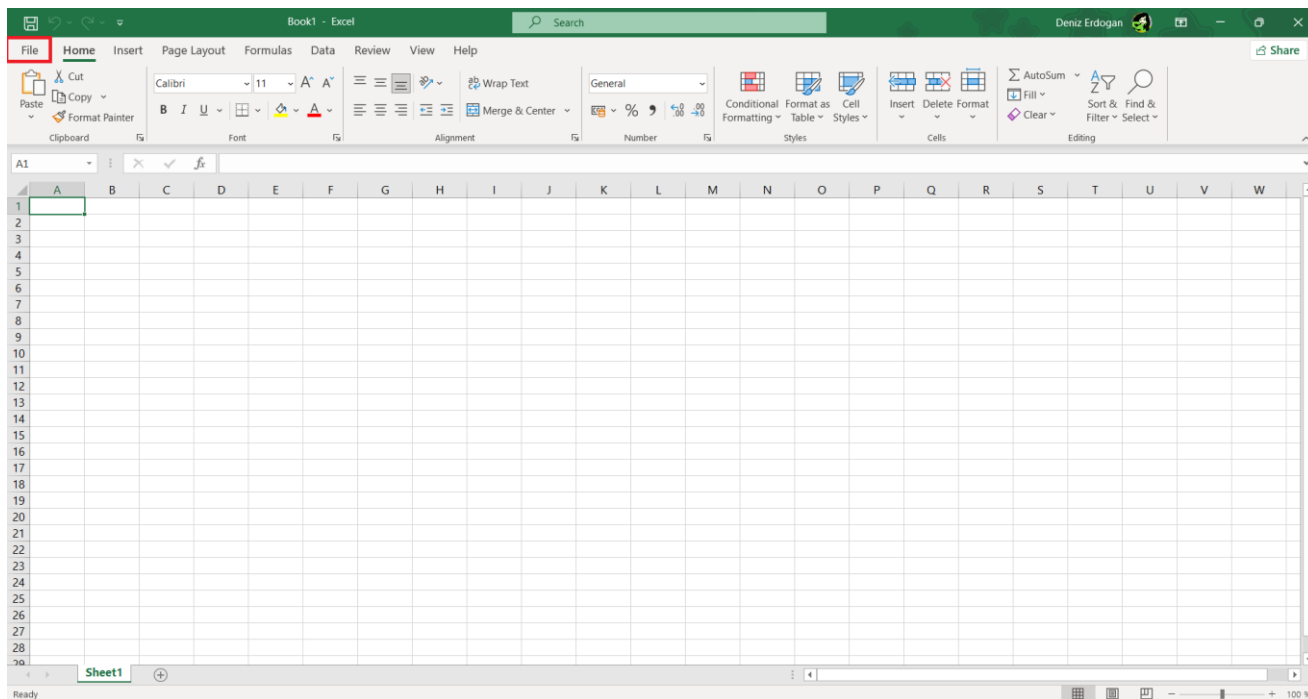 Book1 - Excel
Search
Deniz Erdogan
File Home Insert Page Layout Formulas Data Review View Help
Share
Paste
Cut
Copy
Format Painter
Clipboard
Calibri
11
A A
B I U
A
Font
Wrap Text
Merge & Center
Alignment
General
%
Number
Conditional Formatting
Format as Table
Cell Styles
Styles
Insert Delete Format
Cells
AutoSum
Fill
Clear
Sort & Filter
Find & Select
Editing
A1
fx
A B C D E F G H I J K L M N O P Q R S T U V W
1
2
3
4
5
6
7
8
9
10
11
12
13
14
15
16
17
18
19
20
21
22
23
24
25
26
27
28
29
Sheet1
Ready
100 %